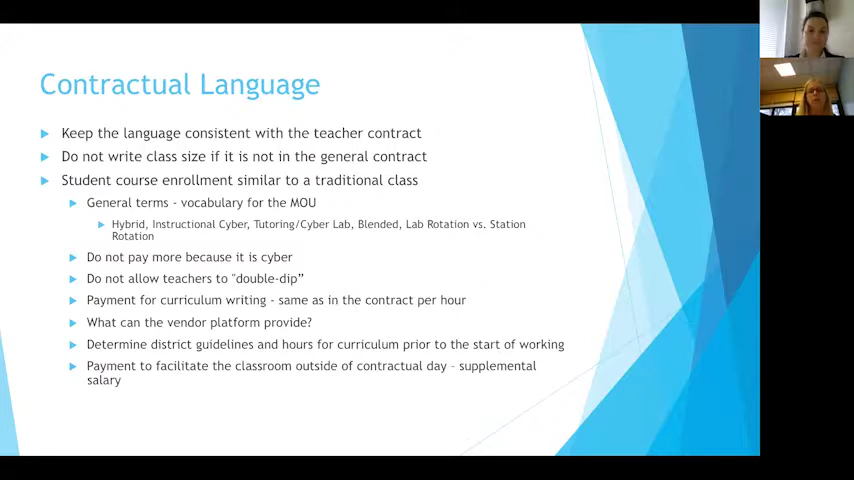 Contractual Language
Keep the language consistent with the teacher contract
Do not write class size if it is not in the general contract
Student course enrollment similar to a traditional class
General terms - vocabulary for the MOU
Hybrid, Instructional Cyber, Tutoring/Cyber Lab, Blended, Lab Rotation vs. Station
Rotation
Do not pay more because it is cyber
Do not allow teachers to "double-dip”
Payment for curriculum writing - same as in the contract per hour
What can the vendor platform provide?
Determine district guidelines and hours for curriculum prior to the start of working
Payment to facilitate the classroom outside of contractual day – supplemental
salary